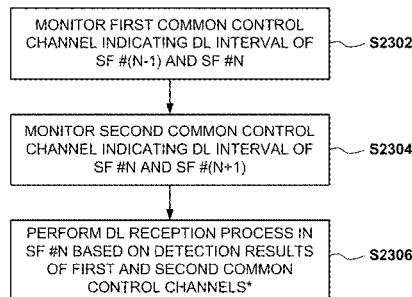 MONITOR FIRST COMMON CONTROL
CHANNEL INDICATING DL INTERVAL OF
SF #(N-1) AND SF #N
S2302
MONITOR SECOND COMMON CONTROL
CHANNEL INDICATING DL INTERVAL OF
SF #N AND SF #(N+1)
S2304
PERFORM DL RECEPTION PROCESS IN
SF #N BASED ON DETECTION RESULTS
OF FIRST AND SECOND COMMON
CONTROL CHANNELS*
S2306